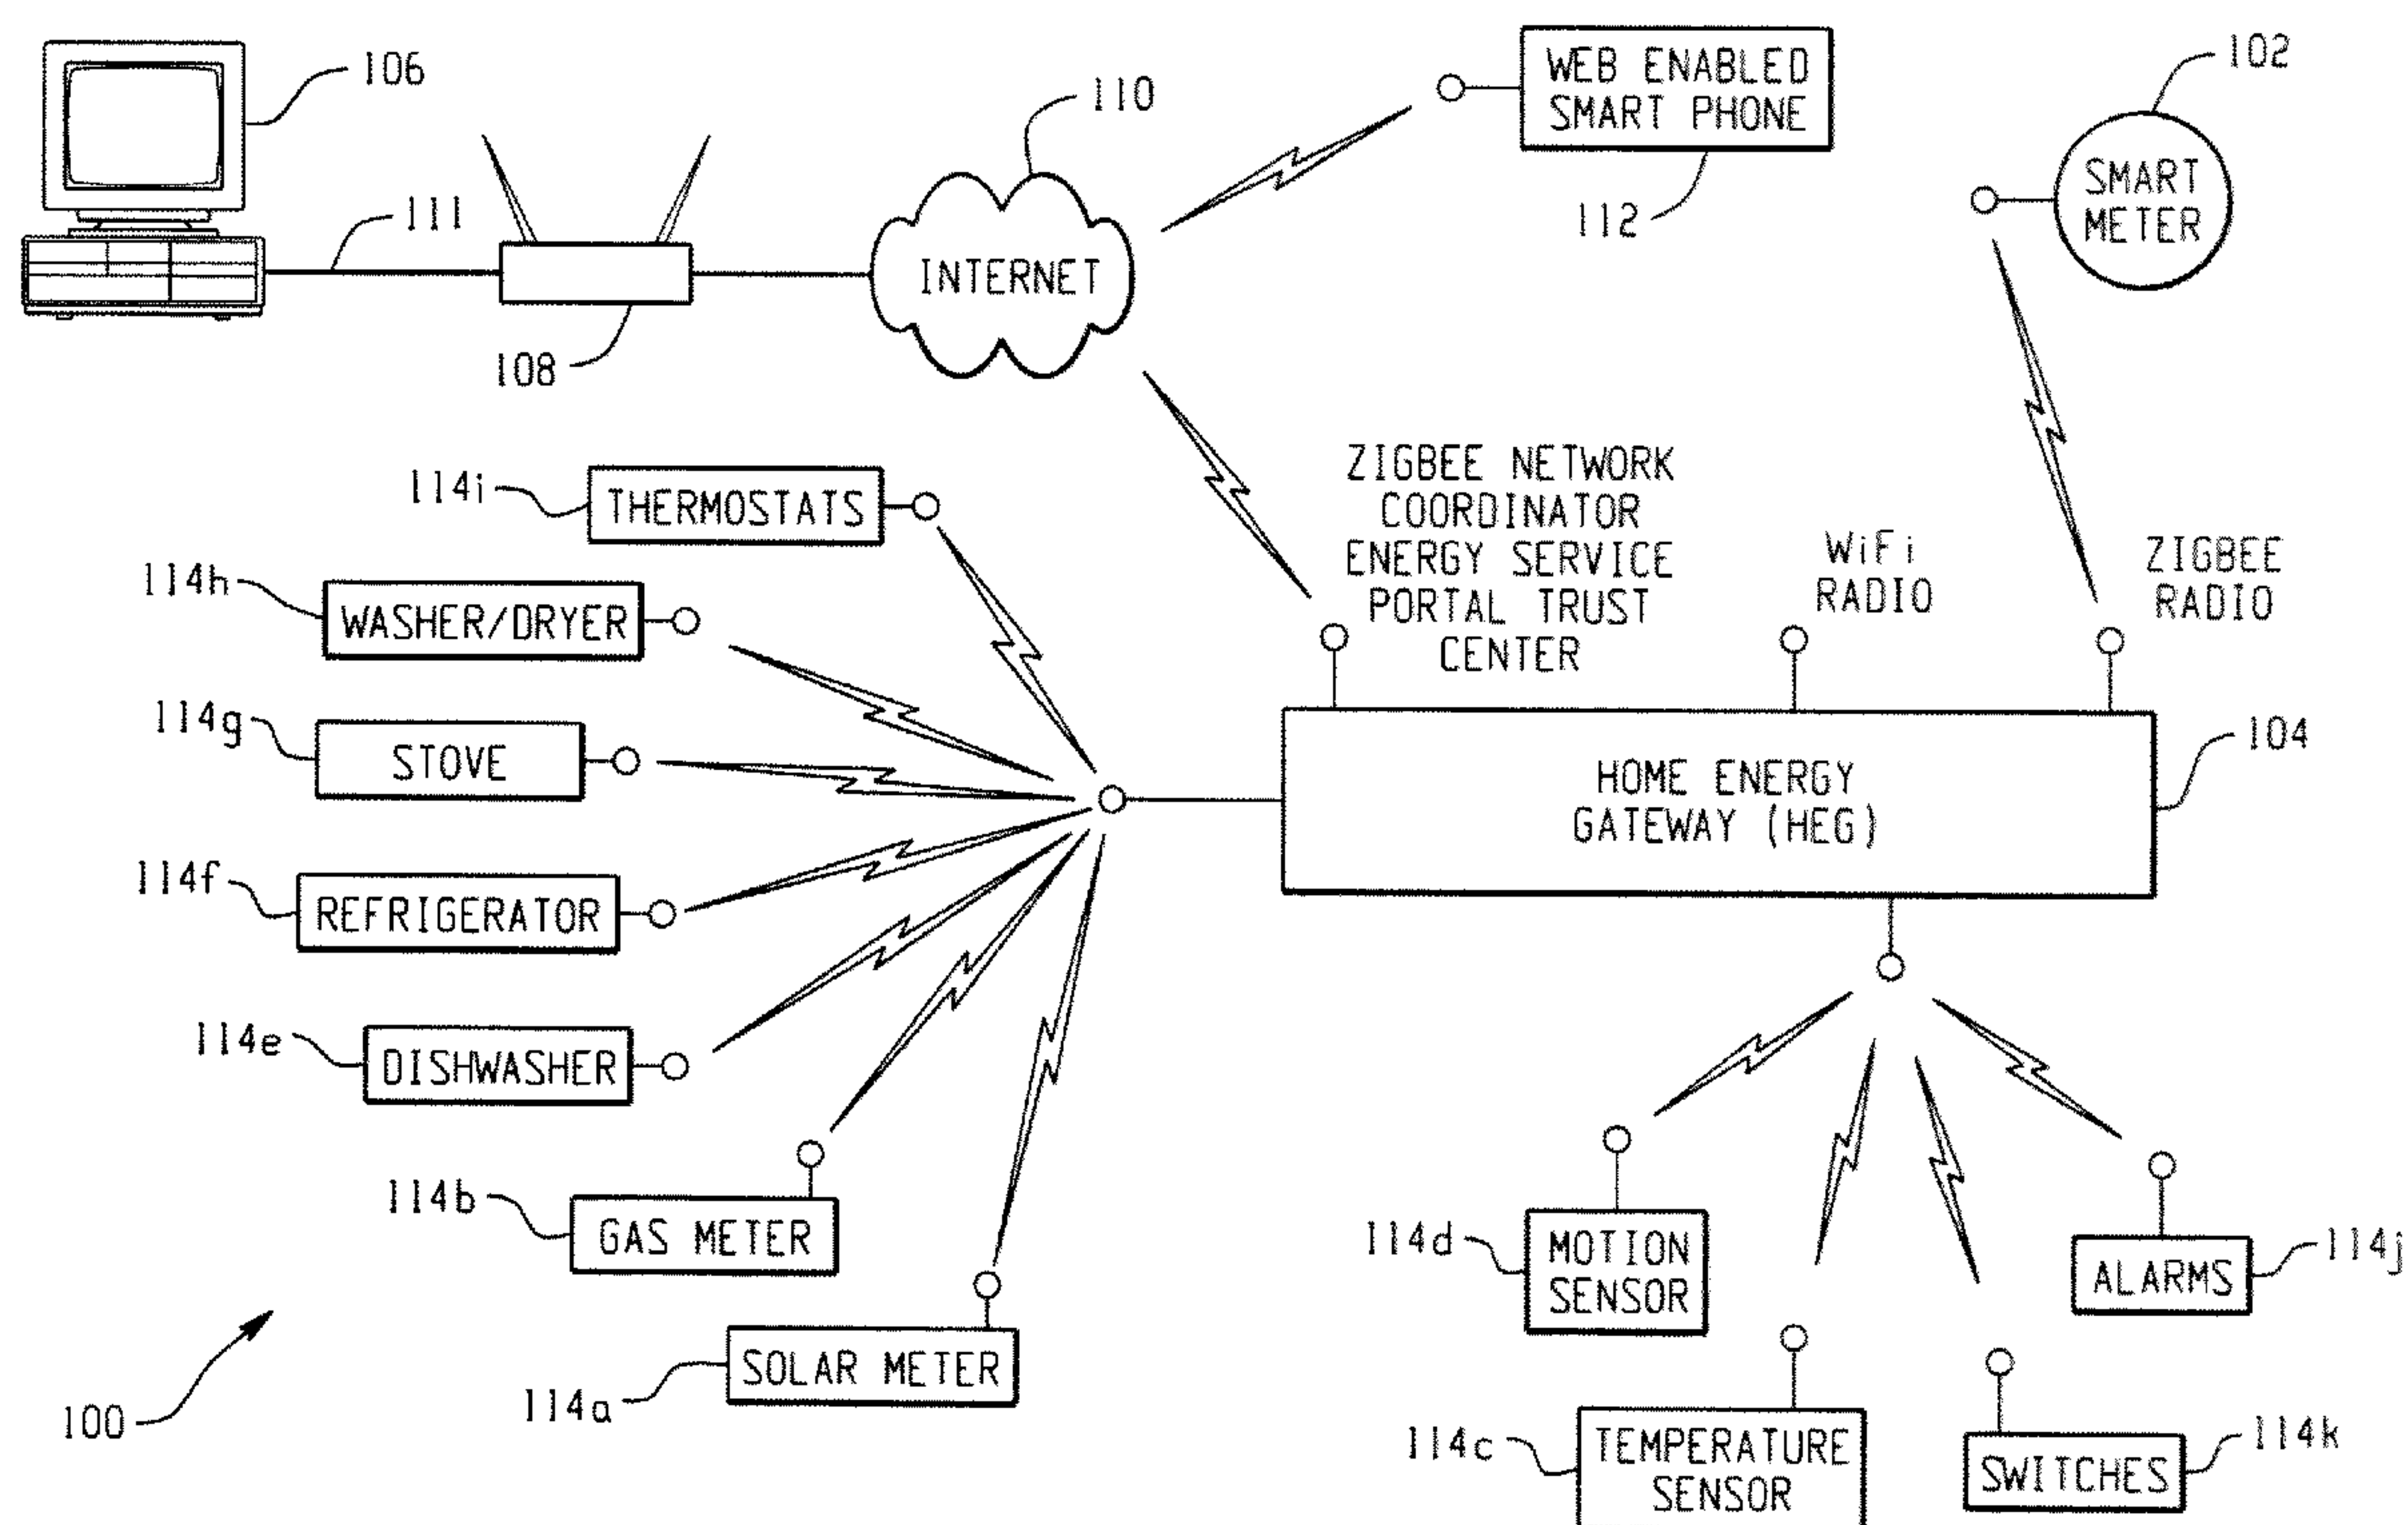 106
110
WEB ENABLED
SMART PHONE
102
111
112
SMART
METER
INTERNET
108
114i
THERMOSTATS
ZIGBEE NETWORK
COORDINATOR
ENERGY SERVICE
PORTAL TRUST
CENTER
WiFi
RADIO
ZIGBEE
RADIO
114h
WASHER/DRYER
114g
STOVE
104
HOME ENERGY
GATEWAY (HEG)
114f
REFRIGERATOR
114e
DISHWASHER
114b
GAS METER
114d
MOTION
SENSOR
114j
ALARMS
SOLAR METER
114a
100
114c
TEMPERATURE
SENSOR
114k
SWITCHES